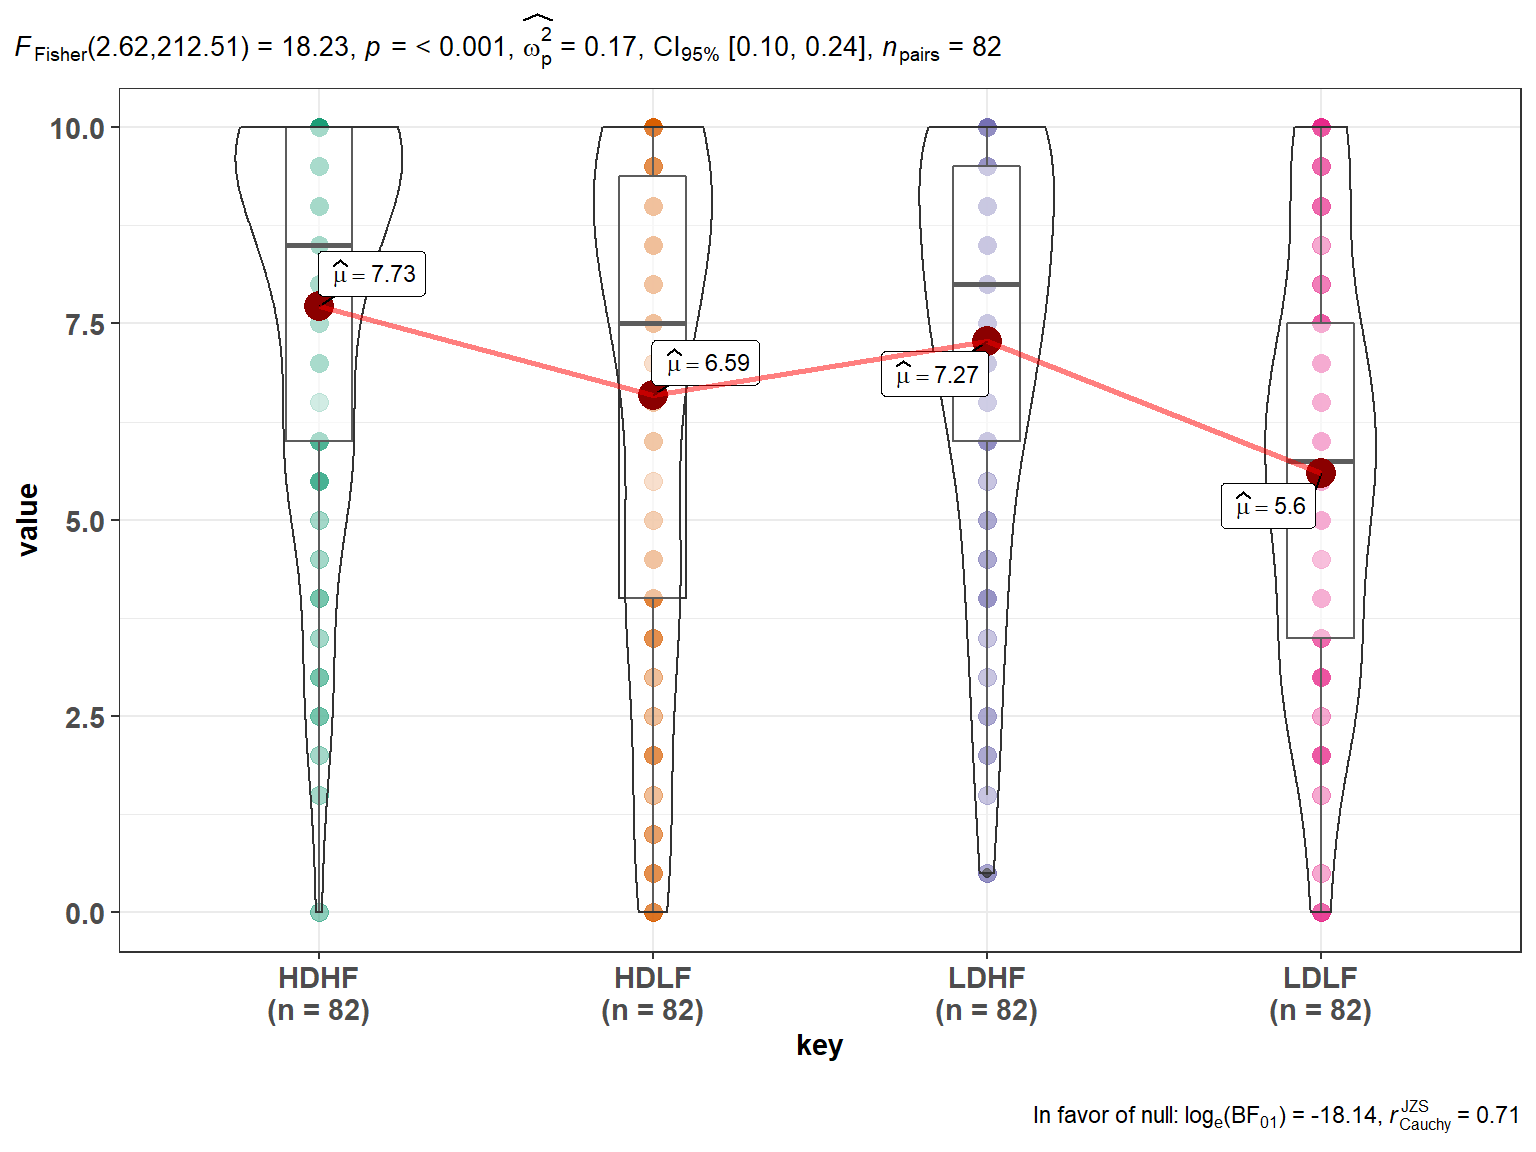 F_Fisher(2.62,212.51) = 18.23, p = < 0.001, ω̂²_p = 0.17, CI_95% [0.10, 0.24], n_pairs = 82
10.0
7.5
5.0
2.5
0.0
value
μ̂ = 7.73
μ̂ = 6.59
μ̂ = 7.27
μ̂ = 5.6
HDHF
(n = 82)
HDLF
(n = 82)
LDHF
(n = 82)
LDLF
(n = 82)
key
In favor of null: log_e(BF_01) = -18.14, r^JZS_Cauchy = 0.71